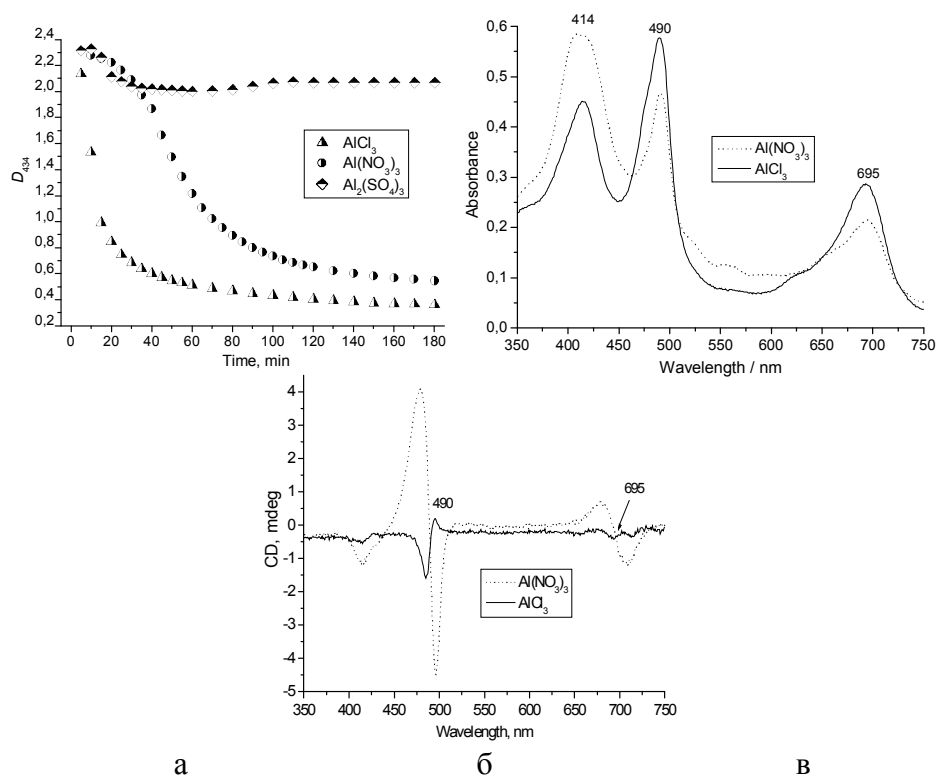 2,4
2,2
2,0
1,8
1,6
1,4
1,2
1,0
0,8
0,6
0,4
0,2
D434
0 20 40 60 80 100 120 140 160 180
Time, min
AlCl3
Al(NO3)3
Al2(SO4)3
0,6
0,5
0,3
0,2
0,0
Absorbance
414
490
695
Al(NO3)3
AlCl3
350 400 450 500 550 600 650 700 750
Wavelength / nm
4
3
2
1
0
-1
-2
-3
-4
-5
CD, mdeg
490
695
Al(NO3)3
AlCl3
350 400 450 500 550 600 650 700 750
Wavelength, nm
а б в